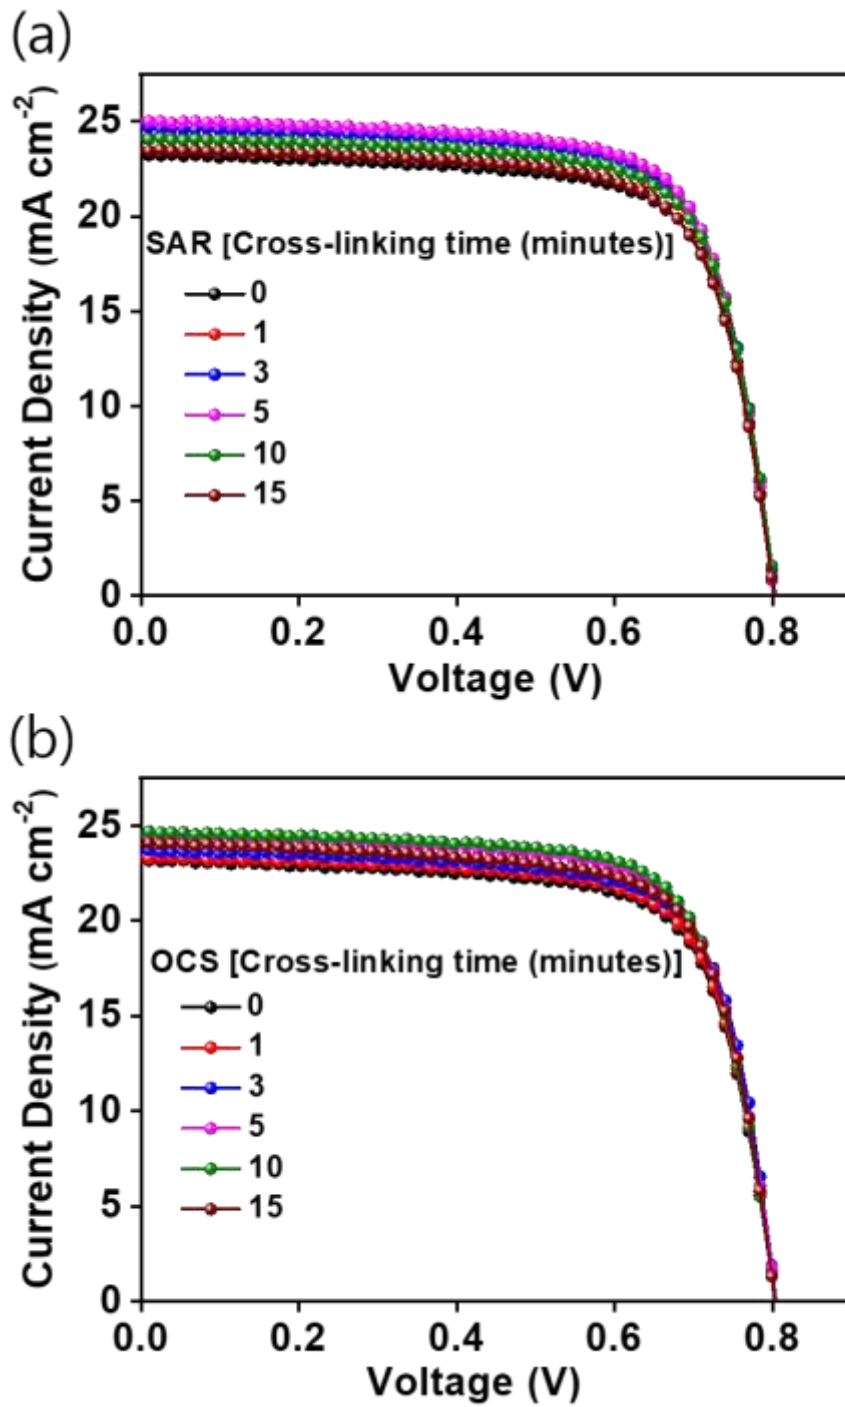 (a)
25
20
15
10
5
0
Current Density (mA cm-2)
SAR [Cross-linking time (minutes)]
0
1
3
5
10
15
0.0 0.2 0.4 0.6 0.8
Voltage (V)
(b)
25
20
15
10
5
0
Current Density (mA cm-2)
OCS [Cross-linking time (minutes)]
0
1
3
5
10
15
0.0 0.2 0.4 0.6 0.8
Voltage (V)